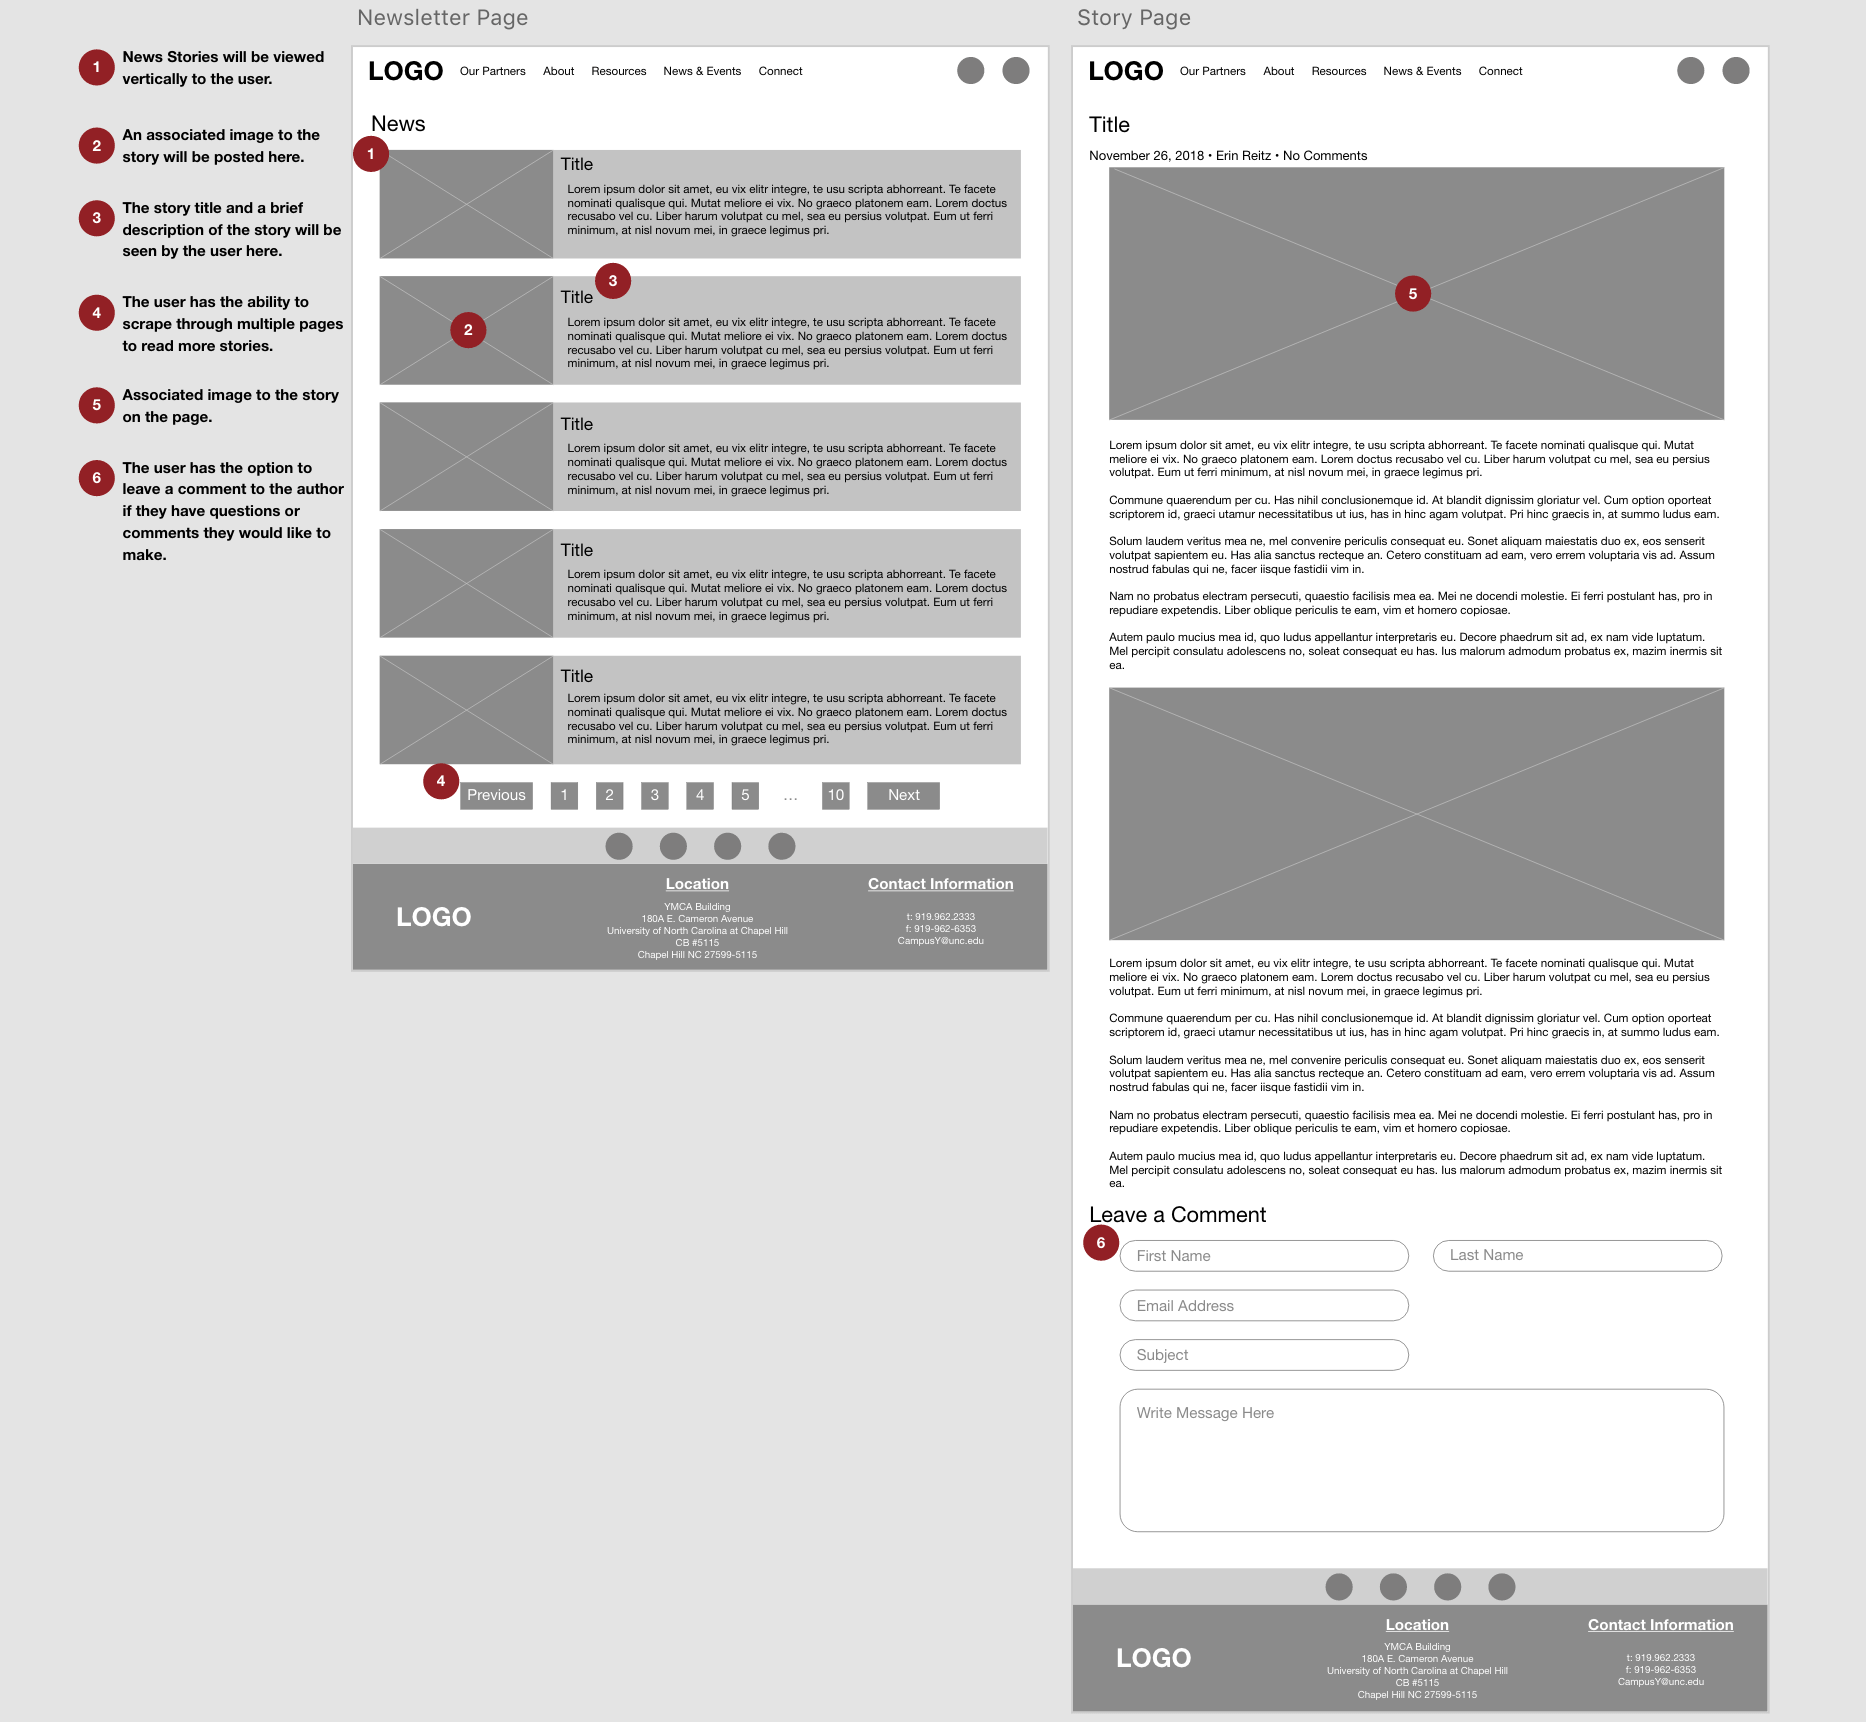 Newsletter Page
1
News Stories will be viewed
vertically to the user.
2
An associated image to the
story will be posted here.
3
The story title and a brief
description of the story will be
seen by the user here.
4
The user has the ability to
scrape through multiple pages
to read more stories.
5
Associated image to the story
on the page.
6
The user has the option to
leave a comment to the author
if they have questions or
comments they would like to
make.
LOGO Our Partners About Resources News & Events Connect
News
1
Title
Lorem ipsum dolor sit amet, eu vix elitr integre, te usu scripta abhorreant. Te facete
nominati qualisque qui. Mutat meliore ei vix. No graeco platonem eam. Lorem doctus
recusabo vel cu. Liber harum volutpat cu mel, sea eu persius volutpat. Eum ut ferri
minimum, at nisl novum mei, in graece legimus pri.
3
Title
2
Lorem ipsum dolor sit amet, eu vix elitr integre, te usu scripta abhorreant. Te facete
nominati qualisque qui. Mutat meliore ei vix. No graeco platonem eam. Lorem doctus
recusabo vel cu. Liber harum volutpat cu mel, sea eu persius volutpat. Eum ut ferri
minimum, at nisl novum mei, in graece legimus pri.
Title
Lorem ipsum dolor sit amet, eu vix elitr integre, te usu scripta abhorreant. Te facete
nominati qualisque qui. Mutat meliore ei vix. No graeco platonem eam. Lorem doctus
recusabo vel cu. Liber harum volutpat cu mel, sea eu persius volutpat. Eum ut ferri
minimum, at nisl novum mei, in graece legimus pri.
Title
Lorem ipsum dolor sit amet, eu vix elitr integre, te usu scripta abhorreant. Te facete
nominati qualisque qui. Mutat meliore ei vix. No graeco platonem eam. Lorem doctus
recusabo vel cu. Liber harum volutpat cu mel, sea eu persius volutpat. Eum ut ferri
minimum, at nisl novum mei, in graece legimus pri.
Title
Lorem ipsum dolor sit amet, eu vix elitr integre, te usu scripta abhorreant. Te facete
nominati qualisque qui. Mutat meliore ei vix. No graeco platonem eam. Lorem doctus
recusabo vel cu. Liber harum volutpat cu mel, sea eu persius volutpat. Eum ut ferri
minimum, at nisl novum mei, in graece legimus pri.
4
Previous 1 2 3 4 5 ... 10 Next
LOGO
Location
YMCA Building
180A E. Cameron Avenue
University of North Carolina at Chapel Hill
CB #5115
Chapel Hill NC 27599-5115
Contact Information
t: 919.962.2333
f: 919-962-6353
CampusY@unc.edu
Story Page
LOGO Our Partners About Resources News & Events Connect
Title
November 26, 2018 • Erin Reitz • No Comments
5
Lorem ipsum dolor sit amet, eu vix elitr integre, te usu scripta abhorreant. Te facete nominati qualisque qui. Mutat
meliore ei vix. No graeco platonem eam. Lorem doctus recusabo vel cu. Liber harum volutpat cu mel, sea eu persius
volutpat. Eum ut ferri minimum, at nisl novum mei, in graece legimus pri.
Commune quaerendum per cu. Has nihil conclusionemque id. At blandit dignissim gloriatur vel. Cum option oporteat
scriptorem id, graeci utamur necessitatibus ut ius, has in hinc agam volutpat. Pri hinc graecis in, at summo ludus eam.
Solum laudem veritus mea ne, mel convenire periculis consequat eu. Sonet aliquam maiestatis duo ex, eos senserit
volutpat sapientem eu. Has alia sanctus recteque an. Cetero constituam ad eam, vero errem voluptaria vis ad. Assum
nostrud fabulas qui ne, facer iisque fastidii vim in.
Nam no probatus electram persecuti, quaestio facilisis mea ea. Mei ne docendi molestie. Ei ferri postulant has, pro in
repudiare expetendis. Liber oblique periculis te eam, vim et homero copiosae.
Autem paulo mucius mea id, quo ludus appellantur interpretaris eu. Decore phaedrum sit ad, ex nam vide luptatum.
Mel percipit consulatu adolescens no, soleat consequat eu has. Ius malorum admodum probatus ex, mazim inermis sit
ea.
Lorem ipsum dolor sit amet, eu vix elitr integre, te usu scripta abhorreant. Te facete nominati qualisque qui. Mutat
meliore ei vix. No graeco platonem eam. Lorem doctus recusabo vel cu. Liber harum volutpat cu mel, sea eu persius
volutpat. Eum ut ferri minimum, at nisl novum mei, in graece legimus pri.
Commune quaerendum per cu. Has nihil conclusionemque id. At blandit dignissim gloriatur vel. Cum option oporteat
scriptorem id, graeci utamur necessitatibus ut ius, has in hinc agam volutpat. Pri hinc graecis in, at summo ludus eam.
Solum laudem veritus mea ne, mel convenire periculis consequat eu. Sonet aliquam maiestatis duo ex, eos senserit
volutpat sapientem eu. Has alia sanctus recteque an. Cetero constituam ad eam, vero errem voluptaria vis ad. Assum
nostrud fabulas qui ne, facer iisque fastidii vim in.
Nam no probatus electram persecuti, quaestio facilisis mea ea. Mei ne docendi molestie. Ei ferri postulant has, pro in
repudiare expetendis. Liber oblique periculis te eam, vim et homero copiosae.
Autem paulo mucius mea id, quo ludus appellantur interpretaris eu. Decore phaedrum sit ad, ex nam vide luptatum.
Mel percipit consulatu adolescens no, soleat consequat eu has. Ius malorum admodum probatus ex, mazim inermis sit
ea.
Leave a Comment
6
First Name Last Name
Email Address
Subject
Write Message Here
LOGO
Location
YMCA Building
180A E. Cameron Avenue
University of North Carolina at Chapel Hill
CB #5115
Chapel Hill NC 27599-5115
Contact Information
t: 919.962.2333
f: 919-962-6353
CampusY@unc.edu